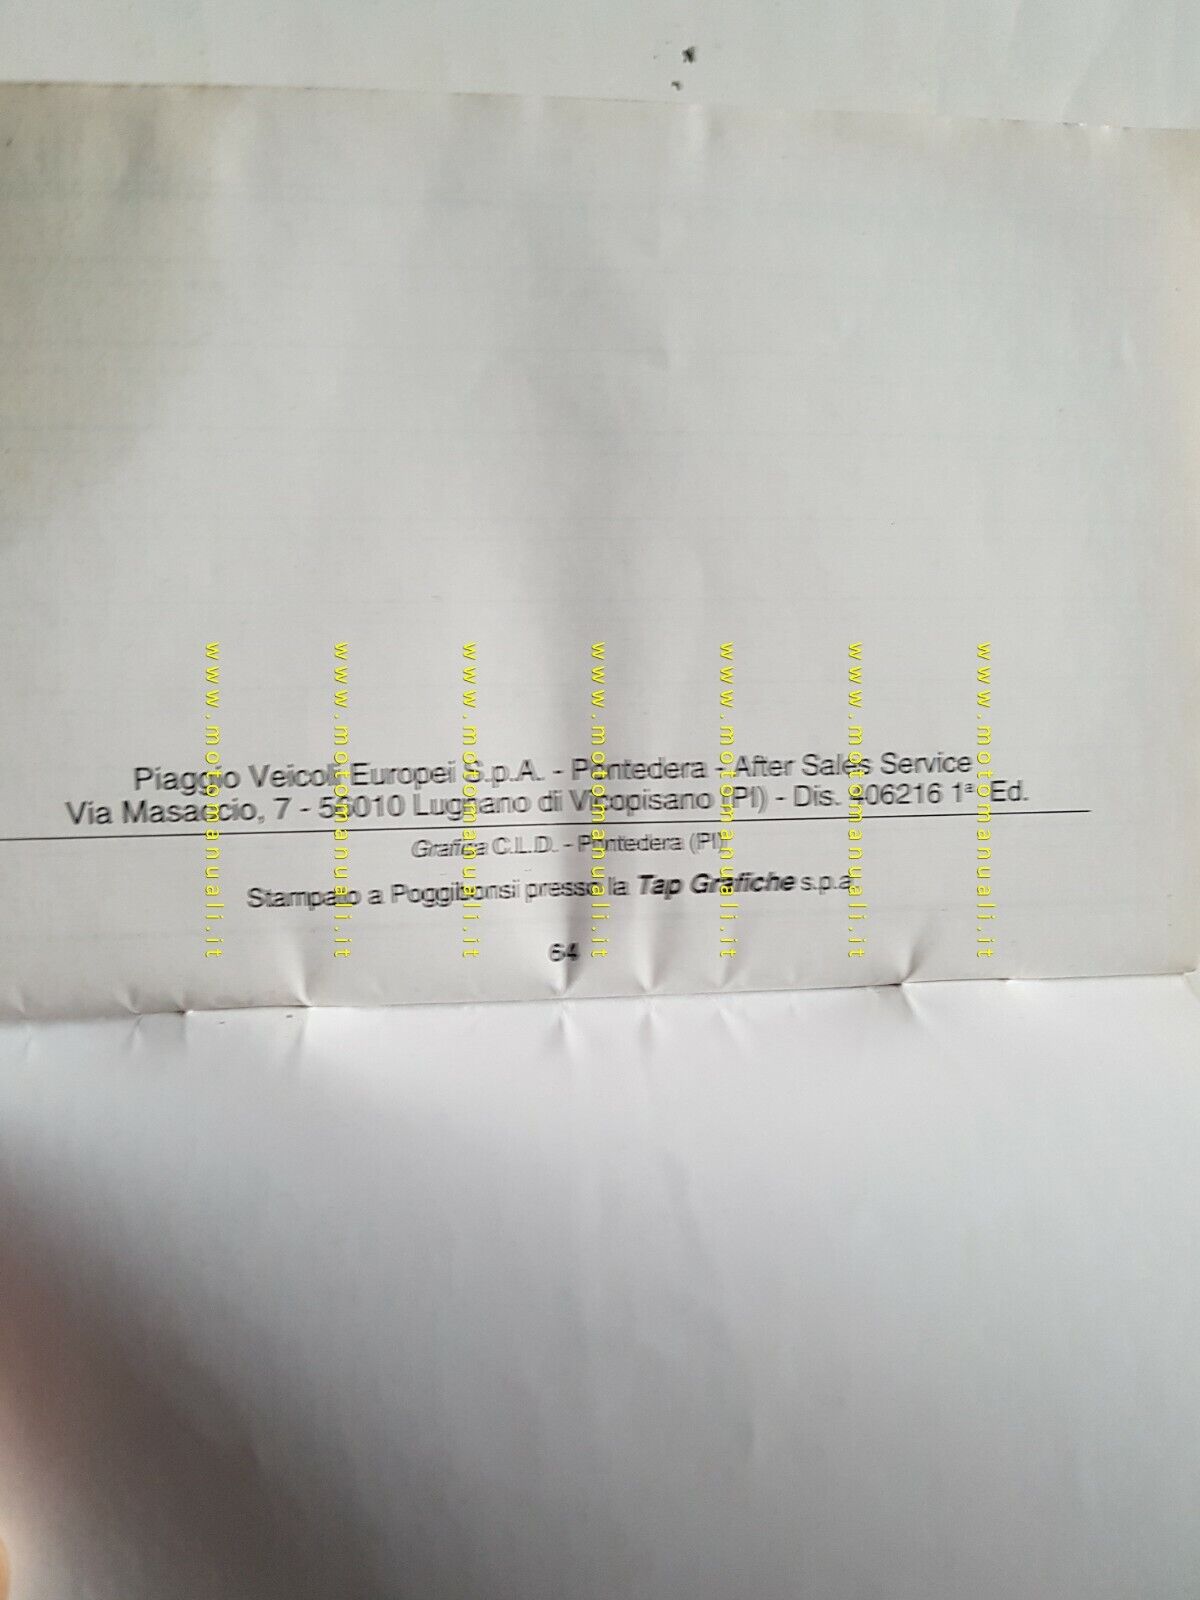 Piaggio Veicoli Europei S.p.A. - Pontedera - After Sales Service
Via Masaccio, 7 - 56010 Lugnano di Vicopisano (PI) - Dis. 406216 1ª Ed.
Grafica C.L.D. - Pontedera (PI)
Stampato a Poggibonsi presso la Tap Grafiche s.p.a.
64
www.motomanuali.it
www.motomanuali.it
www.motomanuali.it
www.motomanuali.it
www.motomanuali.it
www.motomanuali.it
www.motomanuali.it